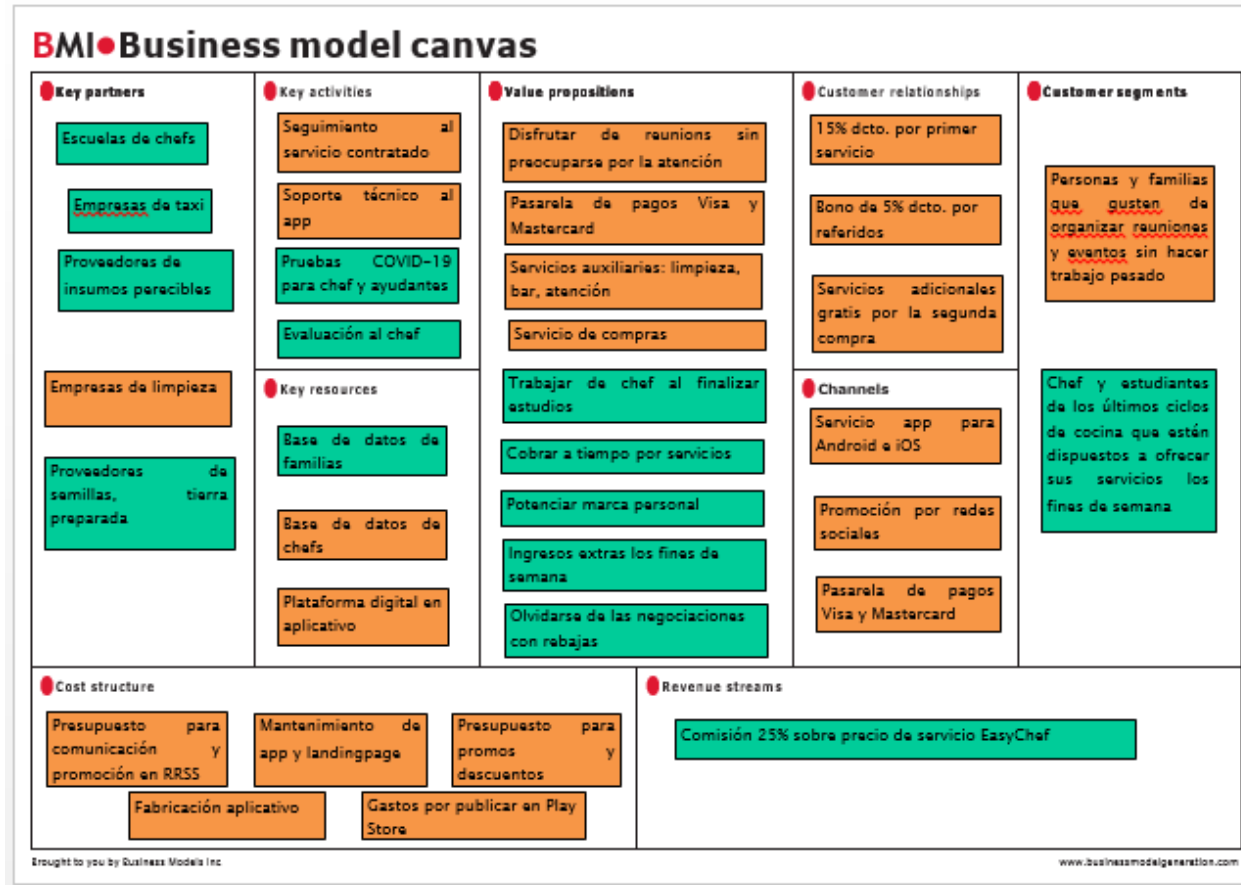 BMI•Business model canvas
Key partners
Escuelas de chefs
Empresas de taxi
Proveedores de
insumos perecibles
Empresas de limpieza
Proveedores de
semillas, tierra
preparada
Key activities
Seguimiento al
servicio contratado
Soporte técnico al
app
Pruebas COVID-19
para chef y ayudantes
Evaluación al chef
Key resources
Base de datos de
familias
Base de datos de
chefs
Plataforma digital en
aplicativo
Value propositions
Disfrutar de reunions sin
preocuparse por la atención
Pasarela de pagos Visa y
Mastercard
Servicios auxiliaries: limpieza,
bar, atención
Servicio de compras
Trabajar de chef al finalizar
estudios
Cobrar a tiempo por servicios
Potenciar marca personal
Ingresos extras los fines de
semana
Olvidarse de las negociaciones
con rebajas
Customer relationships
15% dcto. por primer
servicio
Bono de 5% dcto. por
referidos
Servicios adicionales
gratis por la segunda
compra
Channels
Servicio app para
Android e iOS
Promoción por redes
sociales
Pasarela de pagos
Visa y Mastercard
Customer segments
Personas y familias
que gusten de
organizar reuniones
y eventos sin hacer
trabajo pesado
Chef y estudiantes
de los últimos ciclos
de cocina que estén
dispuestos a ofrecer
sus servicios los
fines de semana
Cost structure
Presupuesto para
comunicación y
promoción en RRSS
Mantenimiento de
app y landingpage
Presupuesto para
promos y
descuentos
Fabricación aplicativo
Gastos por publicar en Play
Store
Revenue streams
Comisión 25% sobre precio de servicio EasyChef
Brought to you by Business Models Inc
www.businessmodelgeneration.com